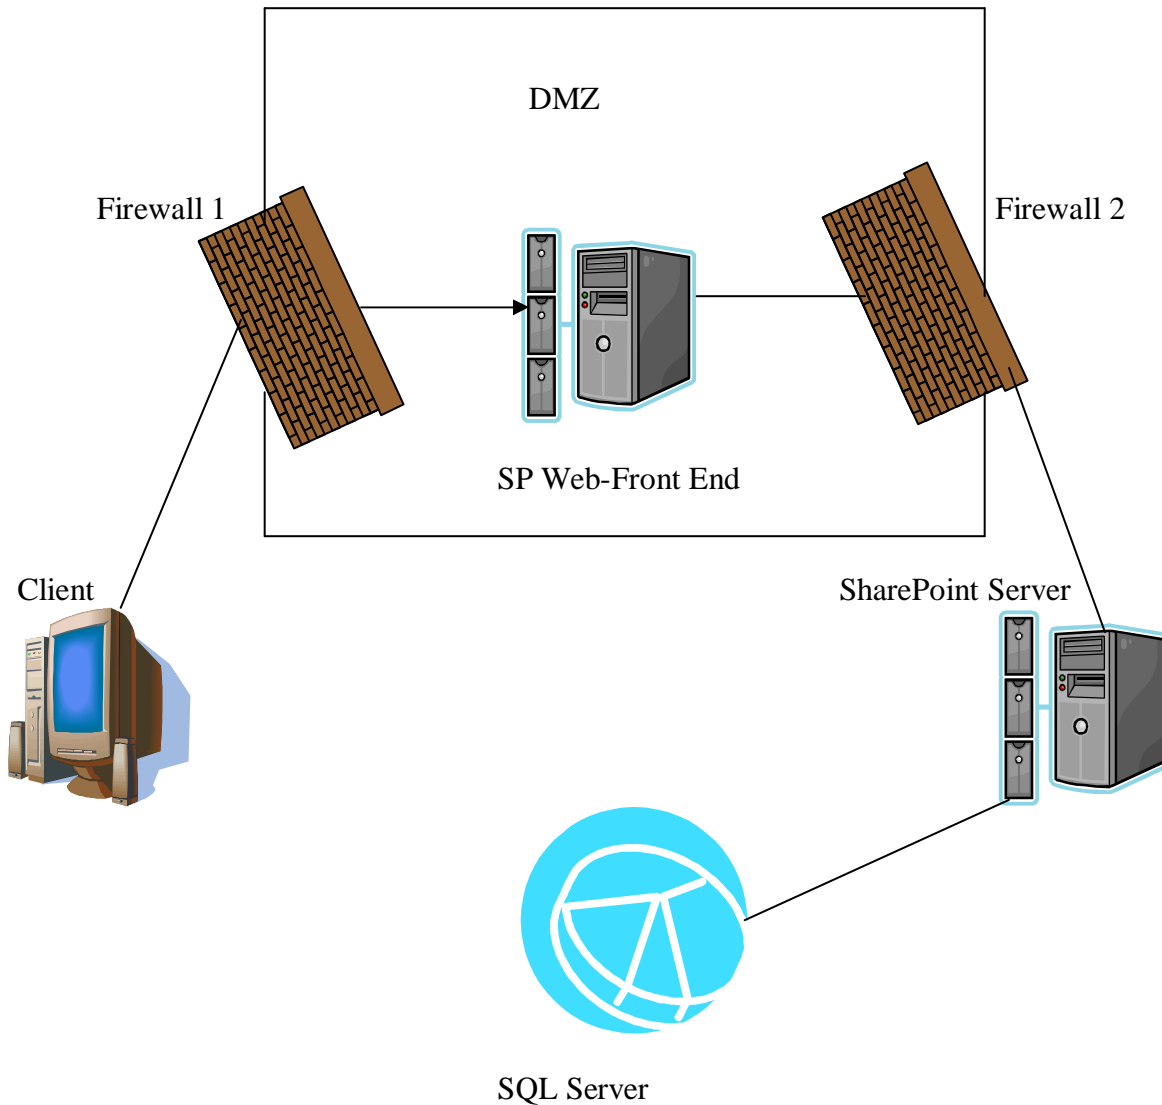 DMZ
Firewall 1
Firewall 2
SP Web-Front End
Client
SharePoint Server
SQL Server